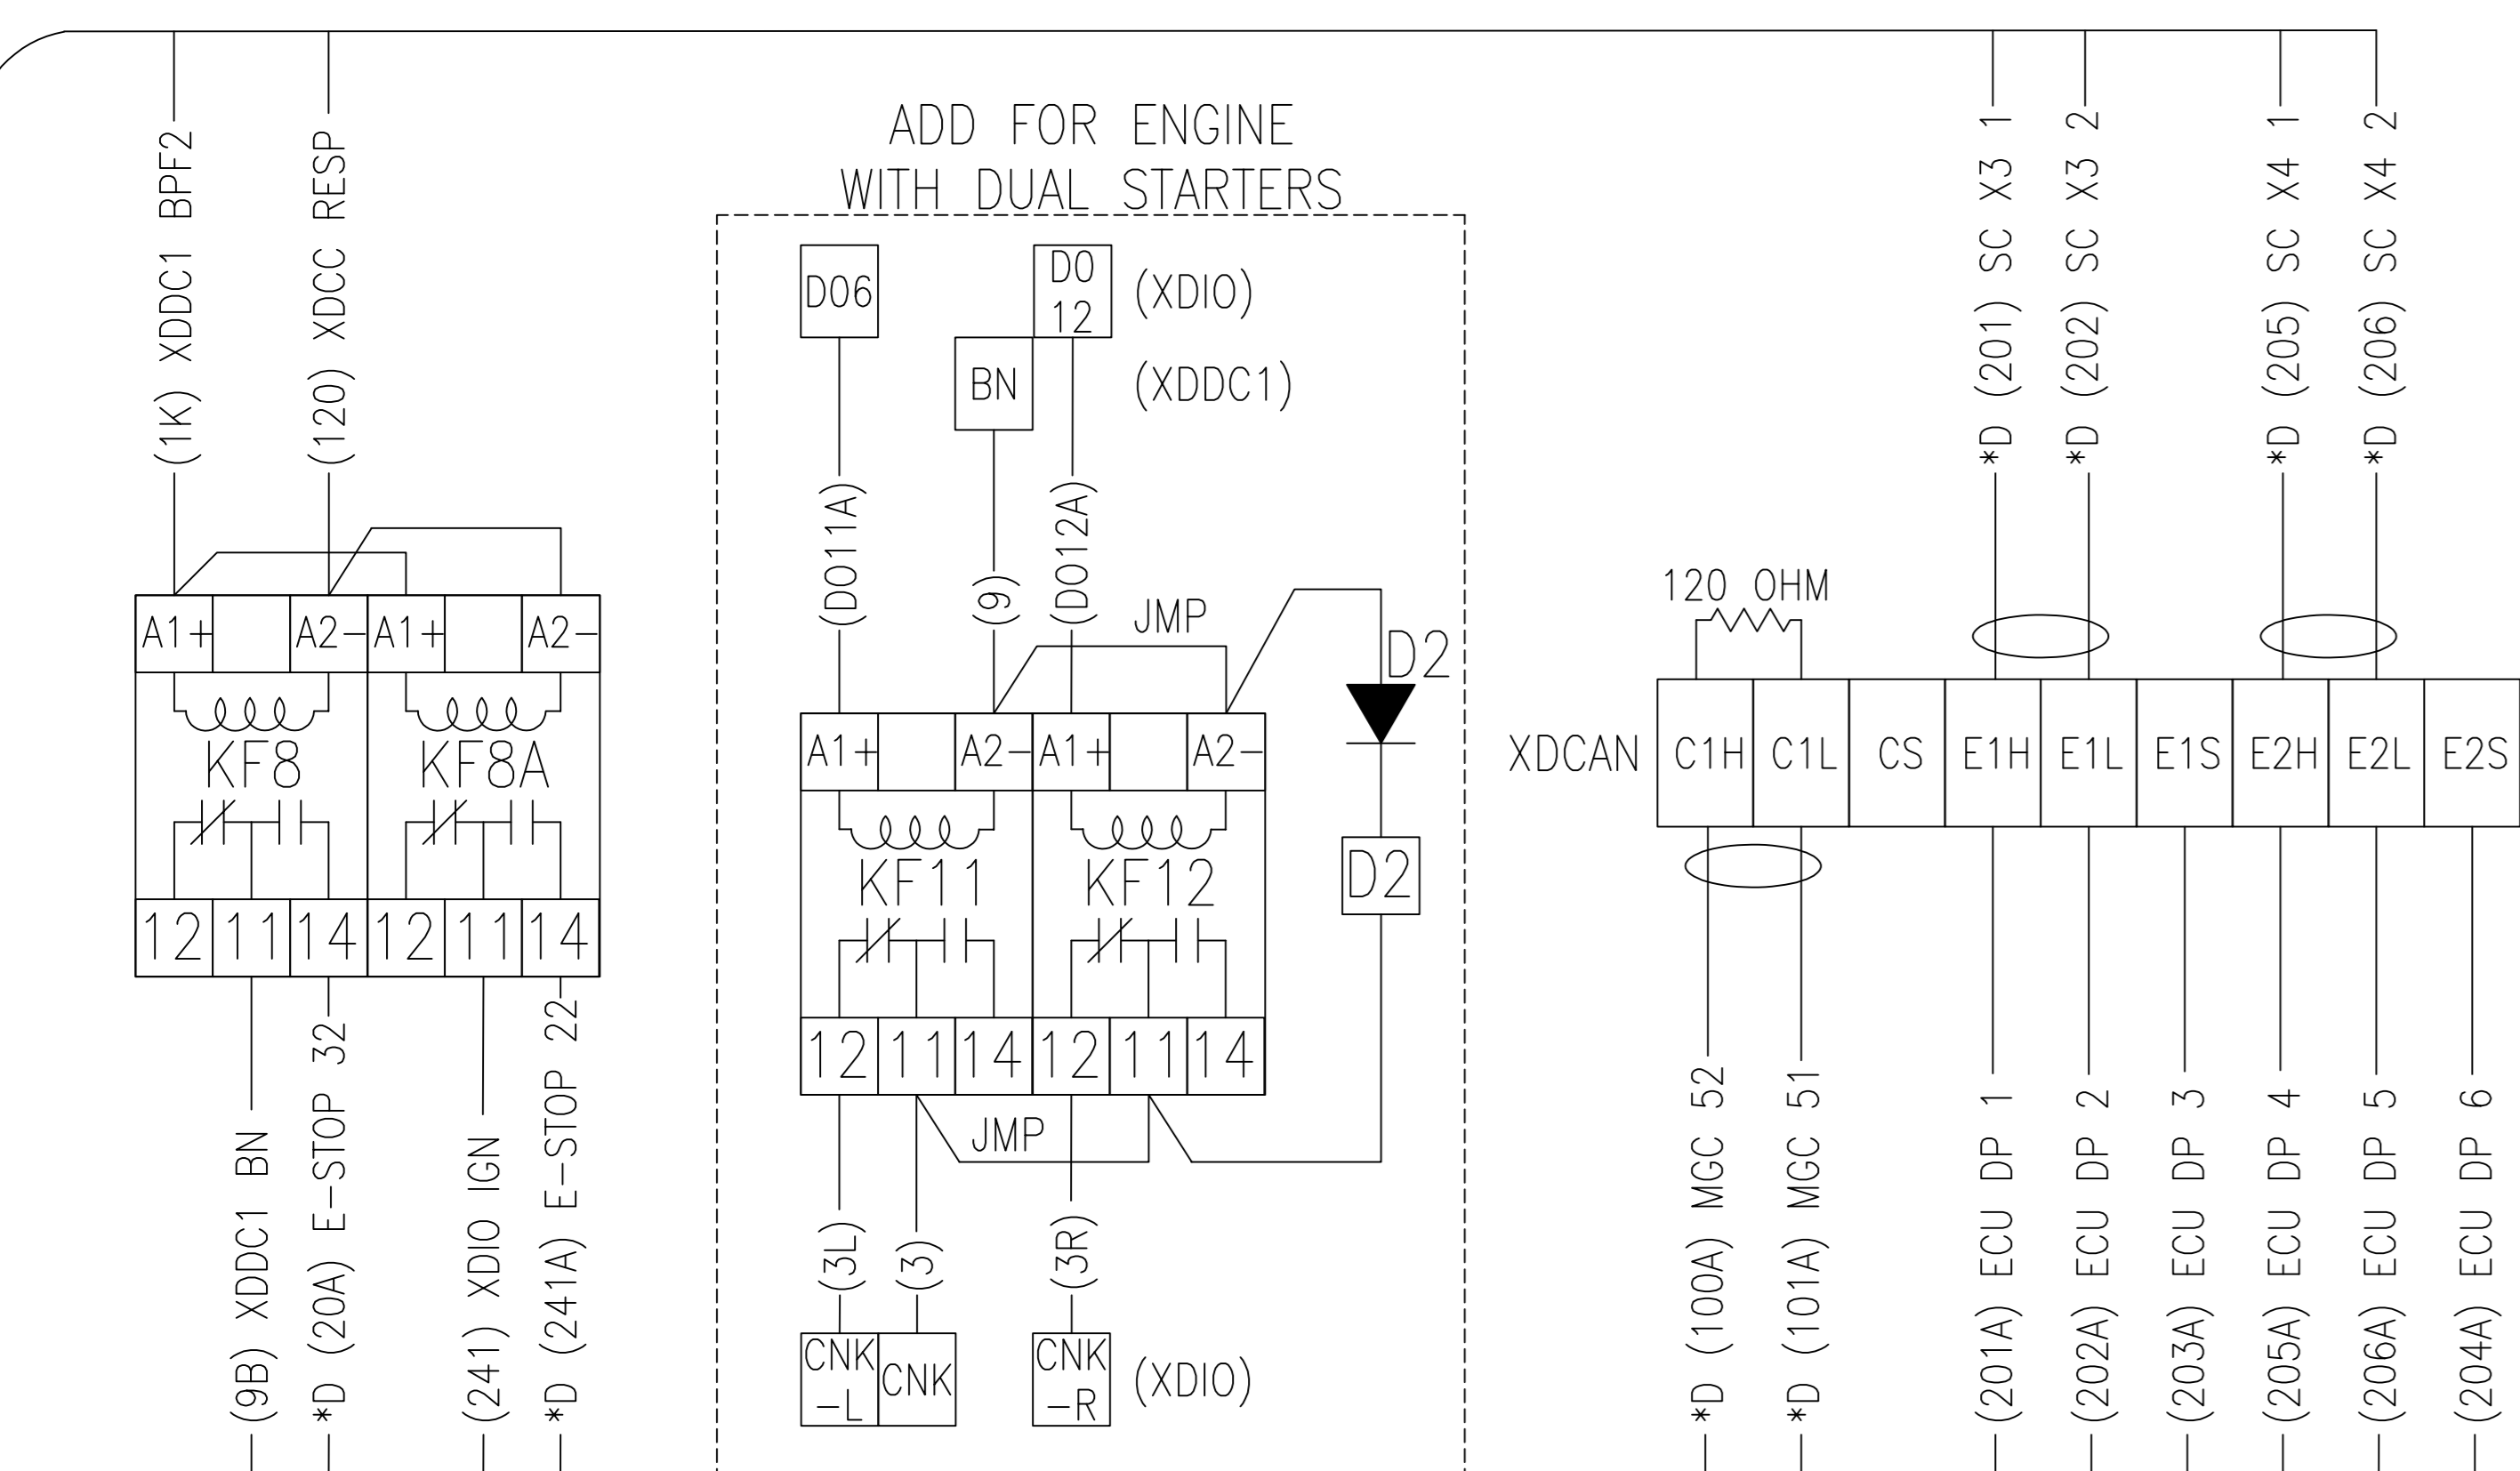 ADD FOR ENGINE
WITH DUAL STARTERS
(1K) XDDC1 BPF2
(120) XDCC RESP
A1+ A2- A1+ A2-
KF8 KF8A
12 11 14 12 11 14
(9B) XDDC1 BN
*D (20A) E-STOP 32
(241) XDIO IGN
*D (241A) E-STOP 22
DO6
DO
12
(XDIO)
BN
(XDDC1)
(DO11A)
(9)
(DO12A)
JMP
D2
A1+ A2- A1+ A2-
KF11 KF12
D2
12 11 14 12 11 14
JMP
(3L)
(3)
(3R)
CNK
-L
CNK
CNK
-R
(XDIO)
*D (201) SC X3 1
*D (202) SC X3 2
*D (205) SC X4 1
*D (206) SC X4 2
120 OHM
XDCAN C1H C1L CS E1H E1L E1S E2H E2L E2S
*D (100A) MGC 52
*D (101A) MGC 51
(201A) ECU DP 1
(202A) ECU DP 2
(203A) ECU DP 3
(205A) ECU DP 4
(206A) ECU DP 5
(204A) ECU DP 6